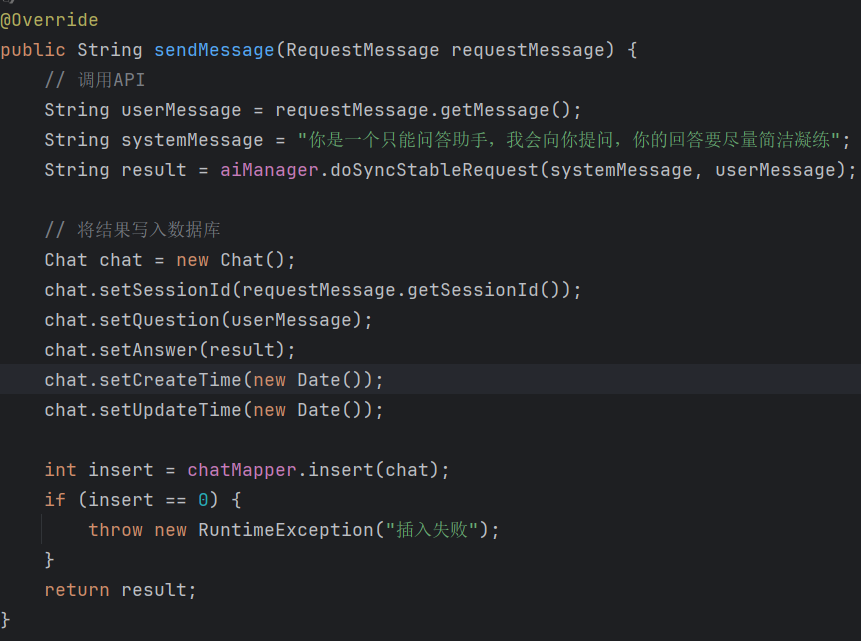 @Override
public String sendMessage(RequestMessage requestMessage) {
    // 调用API
    String userMessage = requestMessage.getMessage();
    String systemMessage = "你是一个只能问答助手，我会向你提问，你的回答要尽量简洁凝练";
    String result = aiManager.doSyncStableRequest(systemMessage, userMessage);

    // 将结果写入数据库
    Chat chat = new Chat();
    chat.setSessionId(requestMessage.getSessionId());
    chat.setQuestion(userMessage);
    chat.setAnswer(result);
    chat.setCreateTime(new Date());
    chat.setUpdateTime(new Date());

    int insert = chatMapper.insert(chat);
    if (insert == 0) {
        throw new RuntimeException("插入失败");
    }
    return result;
}